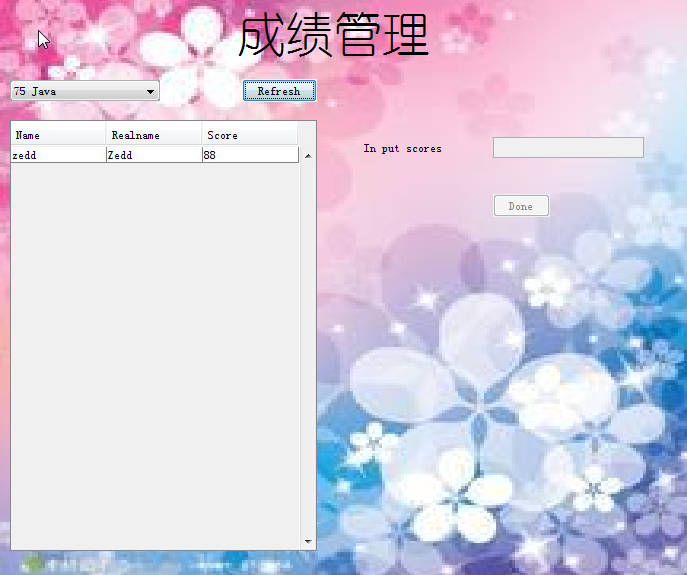 成绩管理
75 Java
Refresh
Name Realname Score
zedd Zedd 88
In put scores
Done